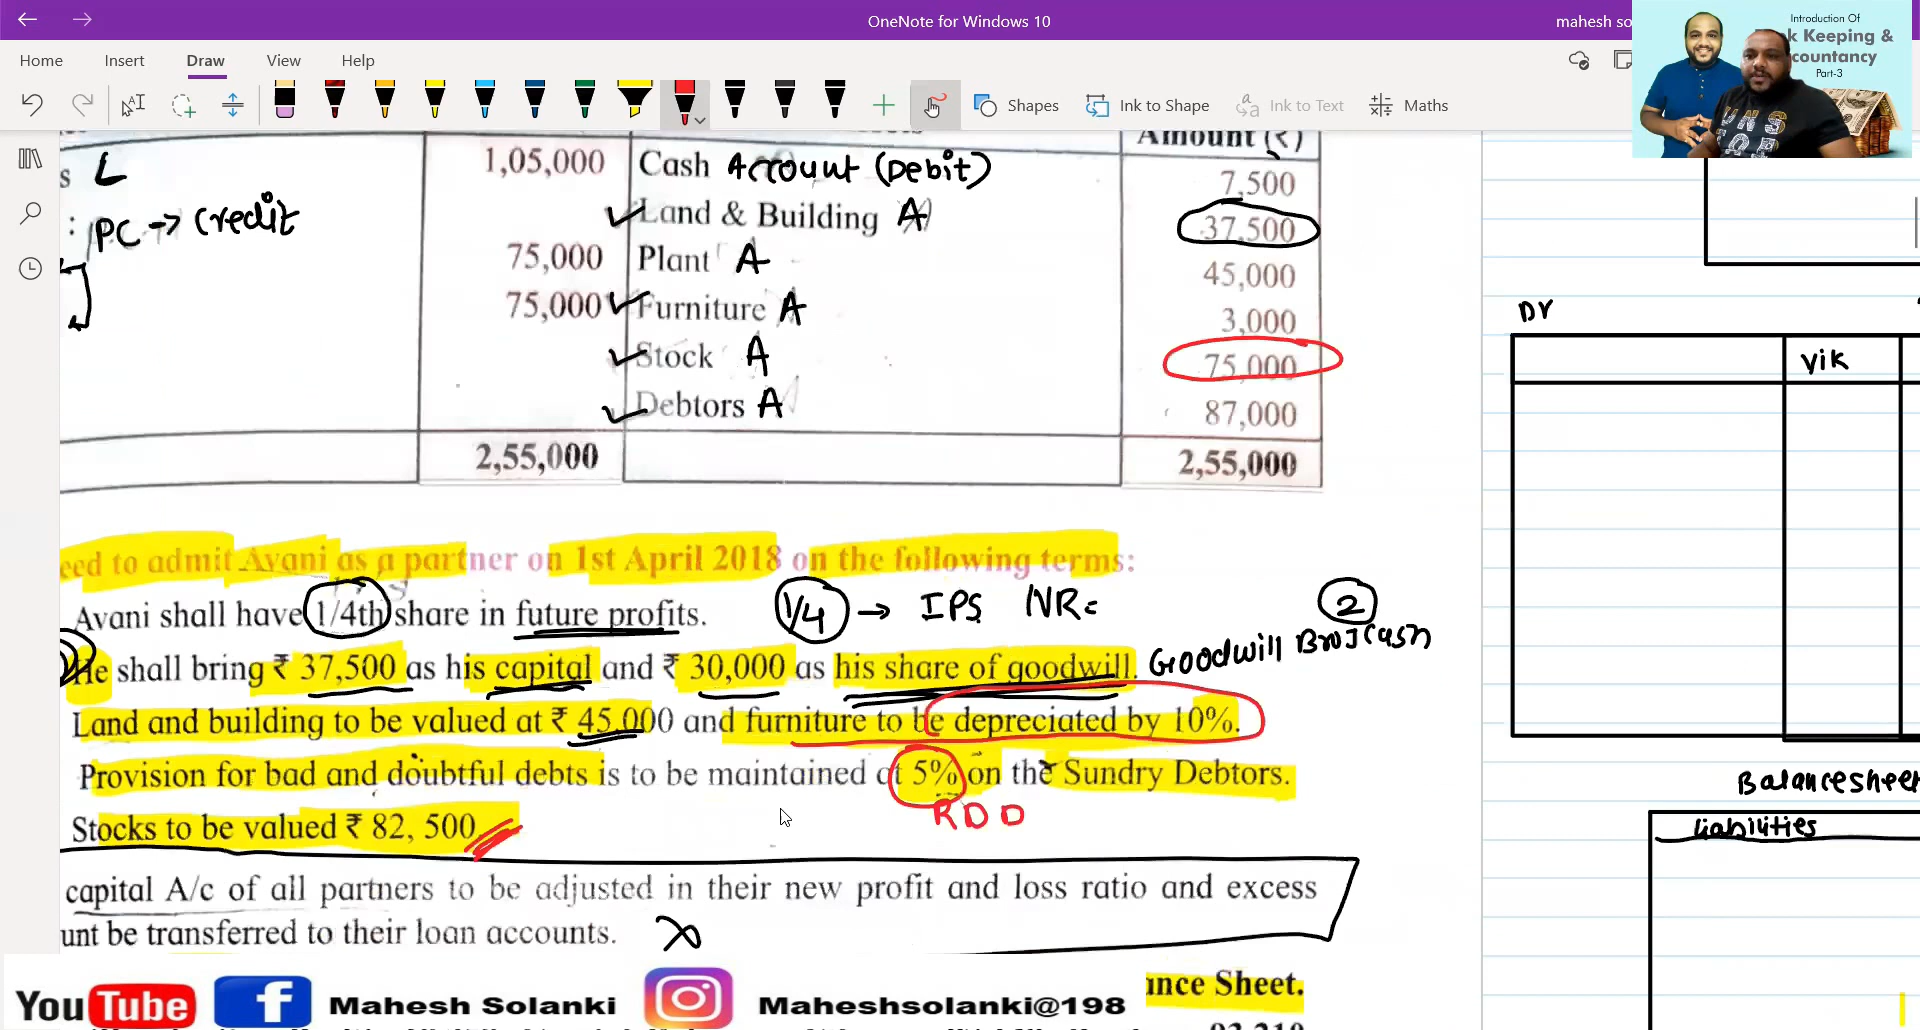 OneNote for Windows 10
mahesh so
Introduction Of
k Keeping &
countancy
Part-3
Home Insert Draw View Help
Shapes Ink to Shape Ink to Text Maths
Amount (₹)
s L 1,05,000 Cash Account (Debit) 7,500
: PC → Credit Land & Building A 37,500
75,000 Plant A 45,000
75,000 Furniture A 3,000
Stock A 75,000
Debtors A 87,000
2,55,000 2,55,000
Dr
Vik
eed to admit Avani as a partner on 1st April 2018 on the following terms:
Avani shall have 1/4th share in future profits. 1/4 → IPS NR= 2
He shall bring ₹ 37,500 as his capital and ₹ 30,000 as his share of goodwill. Goodwill
Land and building to be valued at ₹ 45,000 and furniture to be depreciated by 10%.
Provision for bad and doubtful debts is to be maintained at 5% on the Sundry Debtors.
RDD
Stocks to be valued ₹ 82, 500
Balancesheet
Liabilities
capital A/c of all partners to be adjusted in their new profit and loss ratio and excess
unt be transferred to their loan accounts.
ance Sheet.
YouTube f Mahesh Solanki Maheshsolanki@198